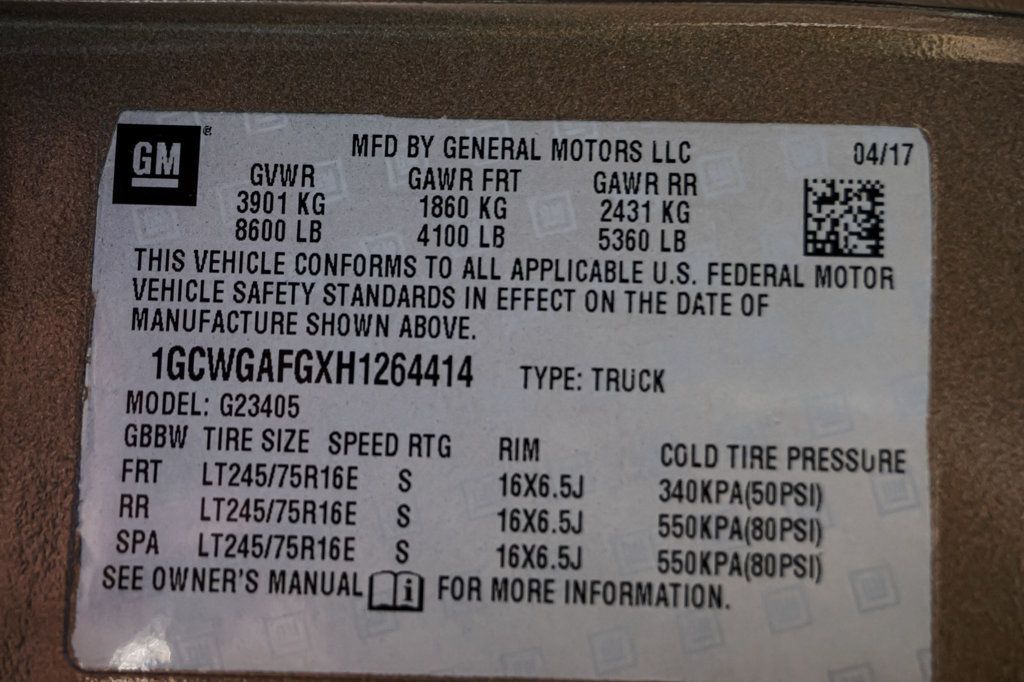 GM
MFD BY GENERAL MOTORS LLC 04/17
GVWR GAWR FRT GAWR RR
3901 KG 1860 KG 2431 KG
8600 LB 4100 LB 5360 LB
THIS VEHICLE CONFORMS TO ALL APPLICABLE U.S. FEDERAL MOTOR
VEHICLE SAFETY STANDARDS IN EFFECT ON THE DATE OF
MANUFACTURE SHOWN ABOVE.
1GCWGAFGXH1264414 TYPE: TRUCK
MODEL: G23405
GBBW TIRE SIZE SPEED RTG RIM COLD TIRE PRESSURE
FRT LT245/75R16E S 16X6.5J 340KPA(50PSI)
RR LT245/75R16E S 16X6.5J 550KPA(80PSI)
SPA LT245/75R16E S 16X6.5J 550KPA(80PSI)
SEE OWNER'S MANUAL i FOR MORE INFORMATION.